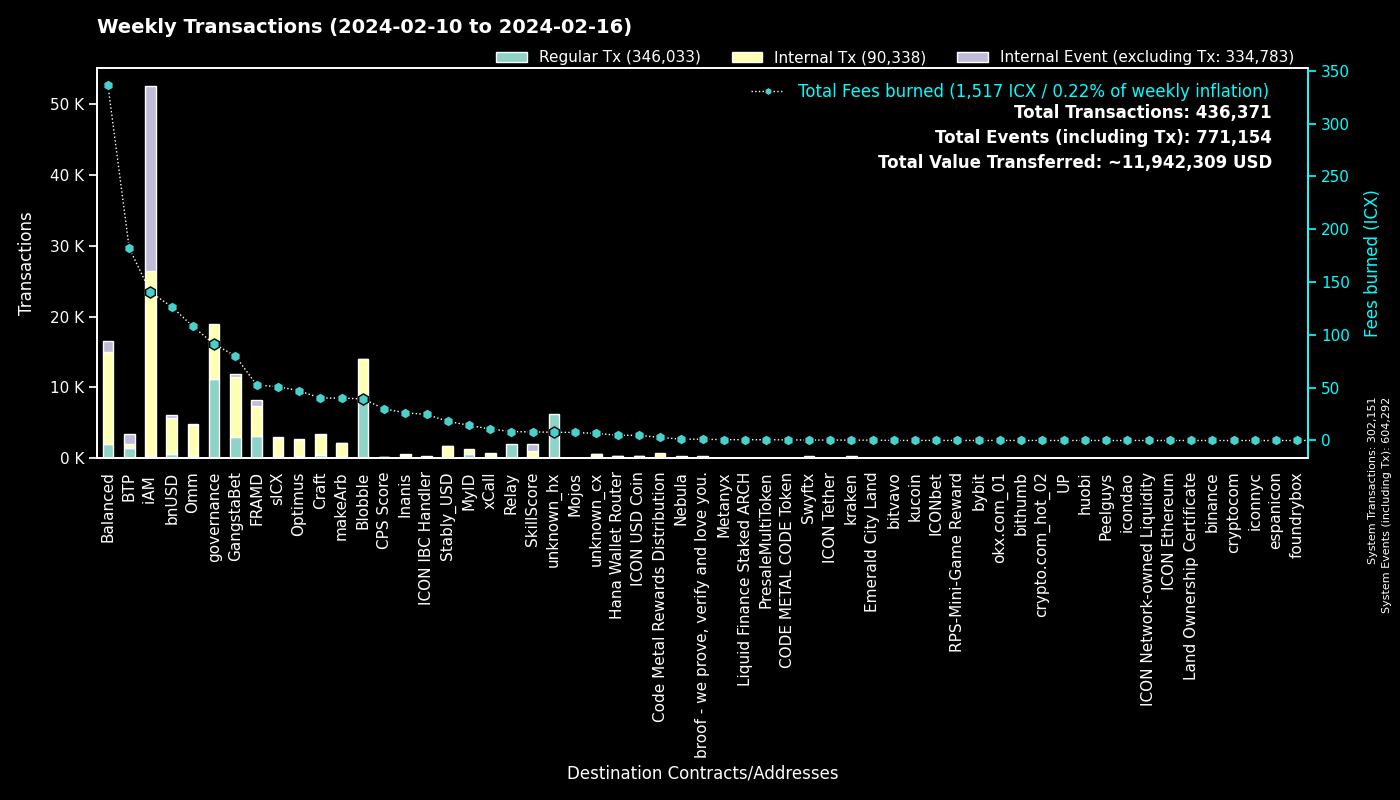 Weekly Transactions (2024-02-10 to 2024-02-16)
Regular Tx (346,033)
Internal Tx (90,338)
Internal Event (excluding Tx: 334,783)
Total Fees burned (1,517 ICX / 0.22% of weekly inflation)
Total Transactions: 436,371
Total Events (including Tx): 771,154
Total Value Transferred: ~11,942,309 USD
Transactions
50 K
40 K
30 K
20 K
10 K
0 K
350
300
250
200
150
100
50
0
Fees burned (ICX)
System Transactions: 302,151
System Events (including Tx): 604,292
Balanced
BTP
iAM
bnUSD
Omm
governance
GangstaBet
FRAMD
sICX
Optimus
Craft
makeArb
Blobble
CPS Score
Inanis
ICON IBC Handler
Stably_USD
MyID
xCall
Relay
SkillScore
unknown_hx
Mojos
unknown_cx
Hana Wallet Router
ICON USD Coin
Code Metal Rewards Distribution
Nebula
broof - we prove, verify and love you.
Metanyx
Liquid Finance Staked ARCH
PresaleMultiToken
CODE METAL CODE Token
Swyftx
ICON Tether
kraken
Emerald City Land
bitvavo
kucoin
ICONbet
RPS-Mini-Game Reward
bybit
okx.com_01
bithumb
crypto.com_hot_02
UP
huobi
Peelguys
icondao
ICON Network-owned Liquidity
ICON Ethereum
Land Ownership Certificate
binance
cryptocom
iconnyc
espanicon
foundrybox
Destination Contracts/Addresses